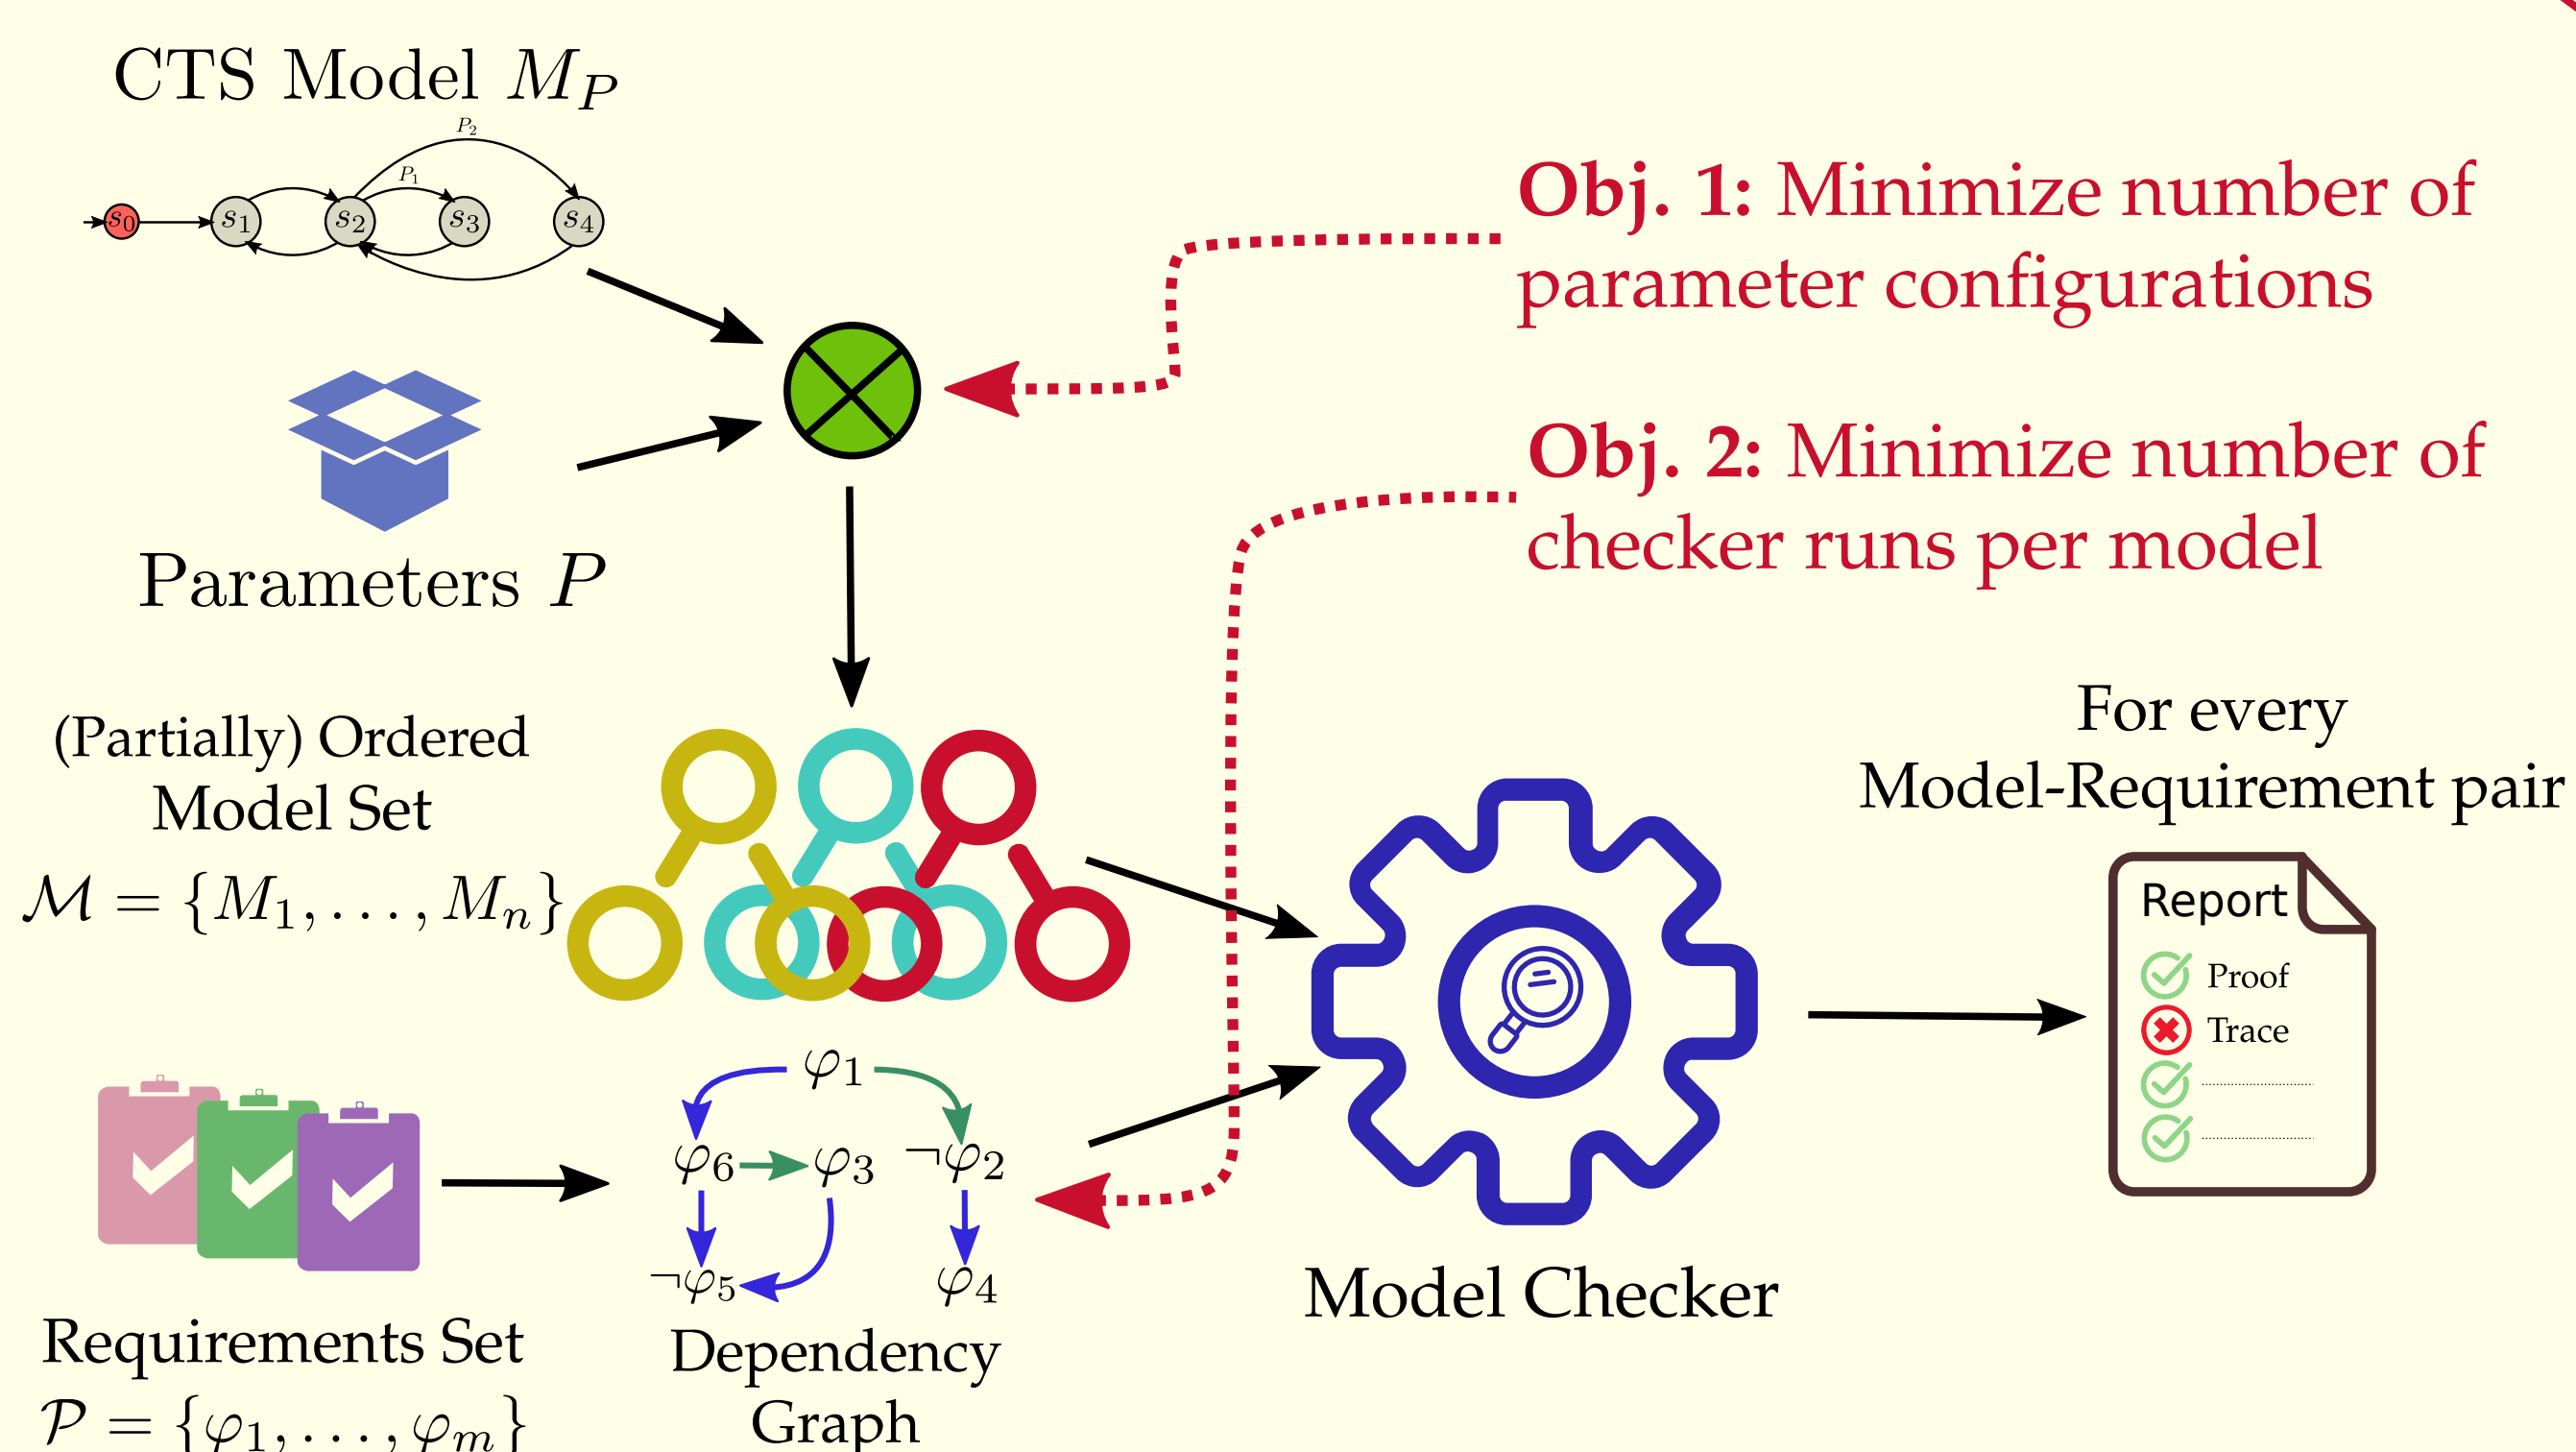 CTS Model M_P
P_2
P_1
s_0 s_1 s_2 s_3 s_4
Obj. 1: Minimize number of
parameter configurations
Parameters P
Obj. 2: Minimize number of
checker runs per model
(Partially) Ordered
Model Set
ℳ = {M_1, . . . , M_n}
For every
Model-Requirement pair
Report
Proof
Trace
φ_1
φ_6 φ_3 ¬φ_2
¬φ_5 φ_4
Model Checker
Requirements Set
𝒫 = {φ_1, . . . , φ_m}
Dependency
Graph